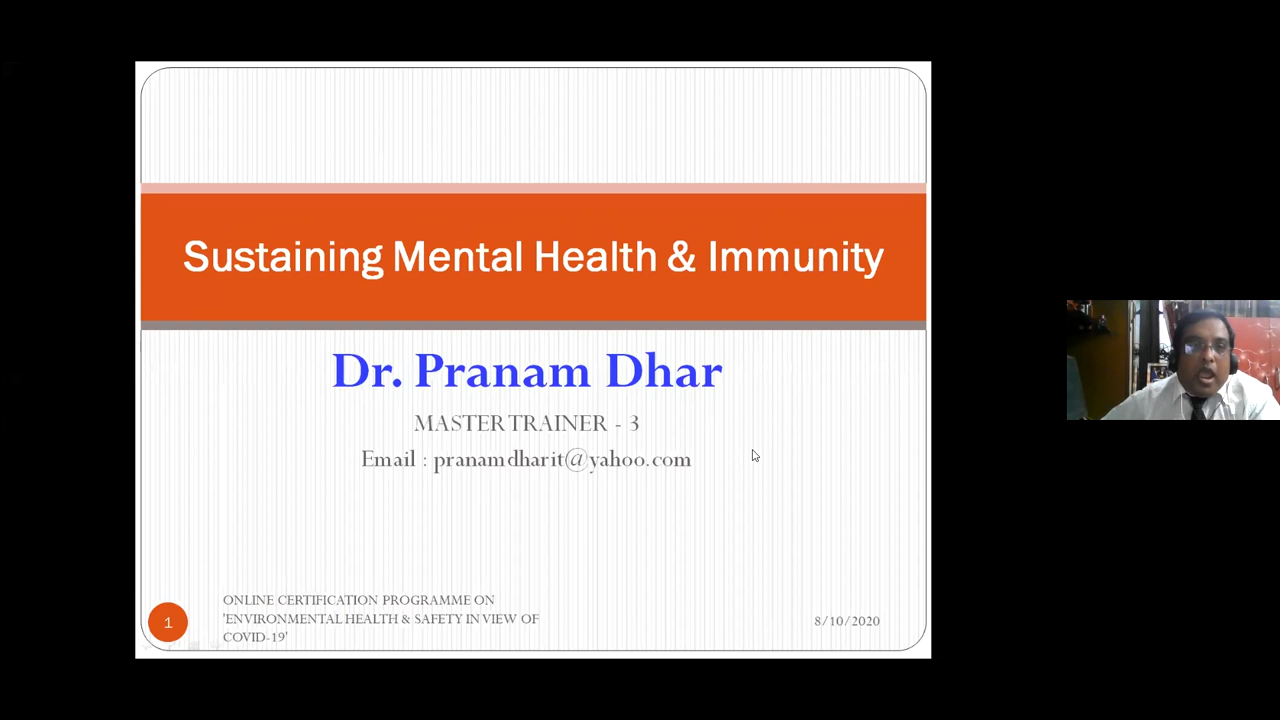 Sustaining Mental Health & Immunity
Dr. Pranam Dhar
MASTER TRAINER - 3
Email : pranamdharit@yahoo.com
ONLINE CERTIFICATION PROGRAMME ON
'ENVIRONMENTAL HEALTH & SAFETY IN VIEW OF
COVID-19'
1
8/10/2020